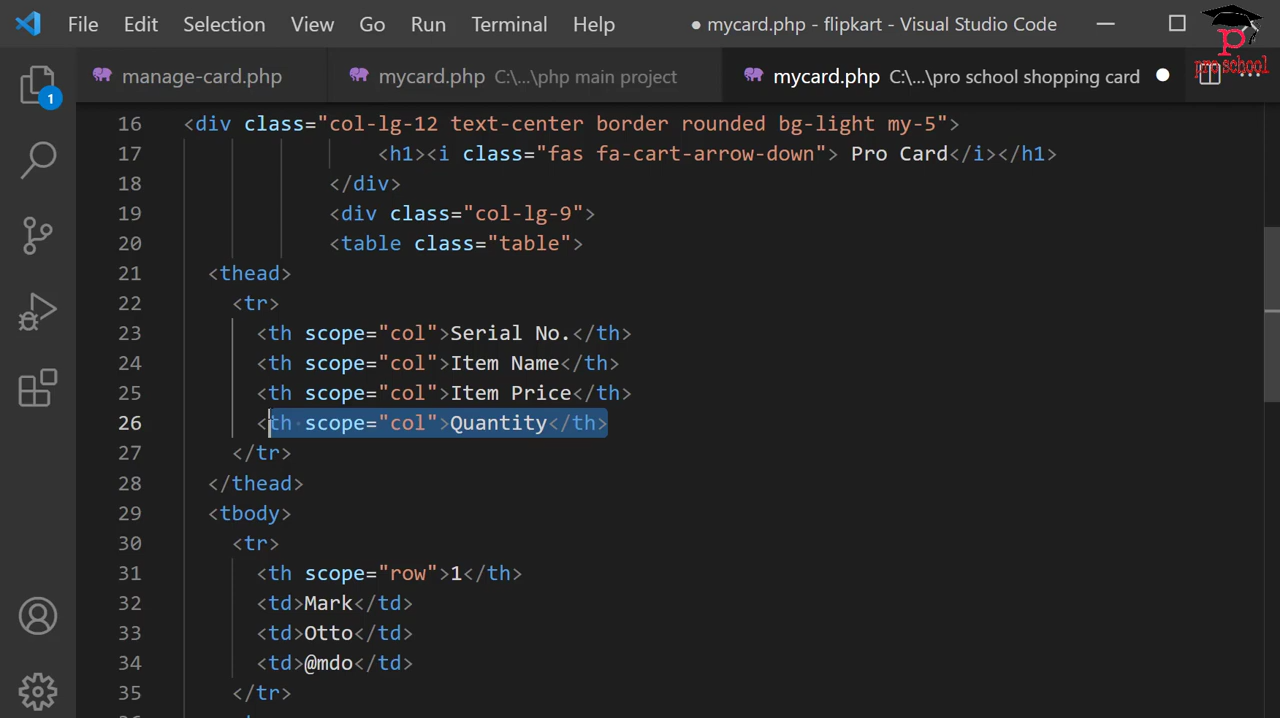 File Edit Selection View Go Run Terminal Help ● mycard.php - flipkart - Visual Studio Code
p
pro school
manage-card.php mycard.php C:\...\php main project mycard.php C:\...\pro school shopping card
1
16 <div class="col-lg-12 text-center border rounded bg-light my-5">
17 <h1><i class="fas fa-cart-arrow-down"> Pro Card</i></h1>
18 </div>
19 <div class="col-lg-9">
20 <table class="table">
21 <thead>
22 <tr>
23 <th scope="col">Serial No.</th>
24 <th scope="col">Item Name</th>
25 <th scope="col">Item Price</th>
26 <th scope="col">Quantity</th>
27 </tr>
28 </thead>
29 <tbody>
30 <tr>
31 <th scope="row">1</th>
32 <td>Mark</td>
33 <td>Otto</td>
34 <td>@mdo</td>
35 </tr>